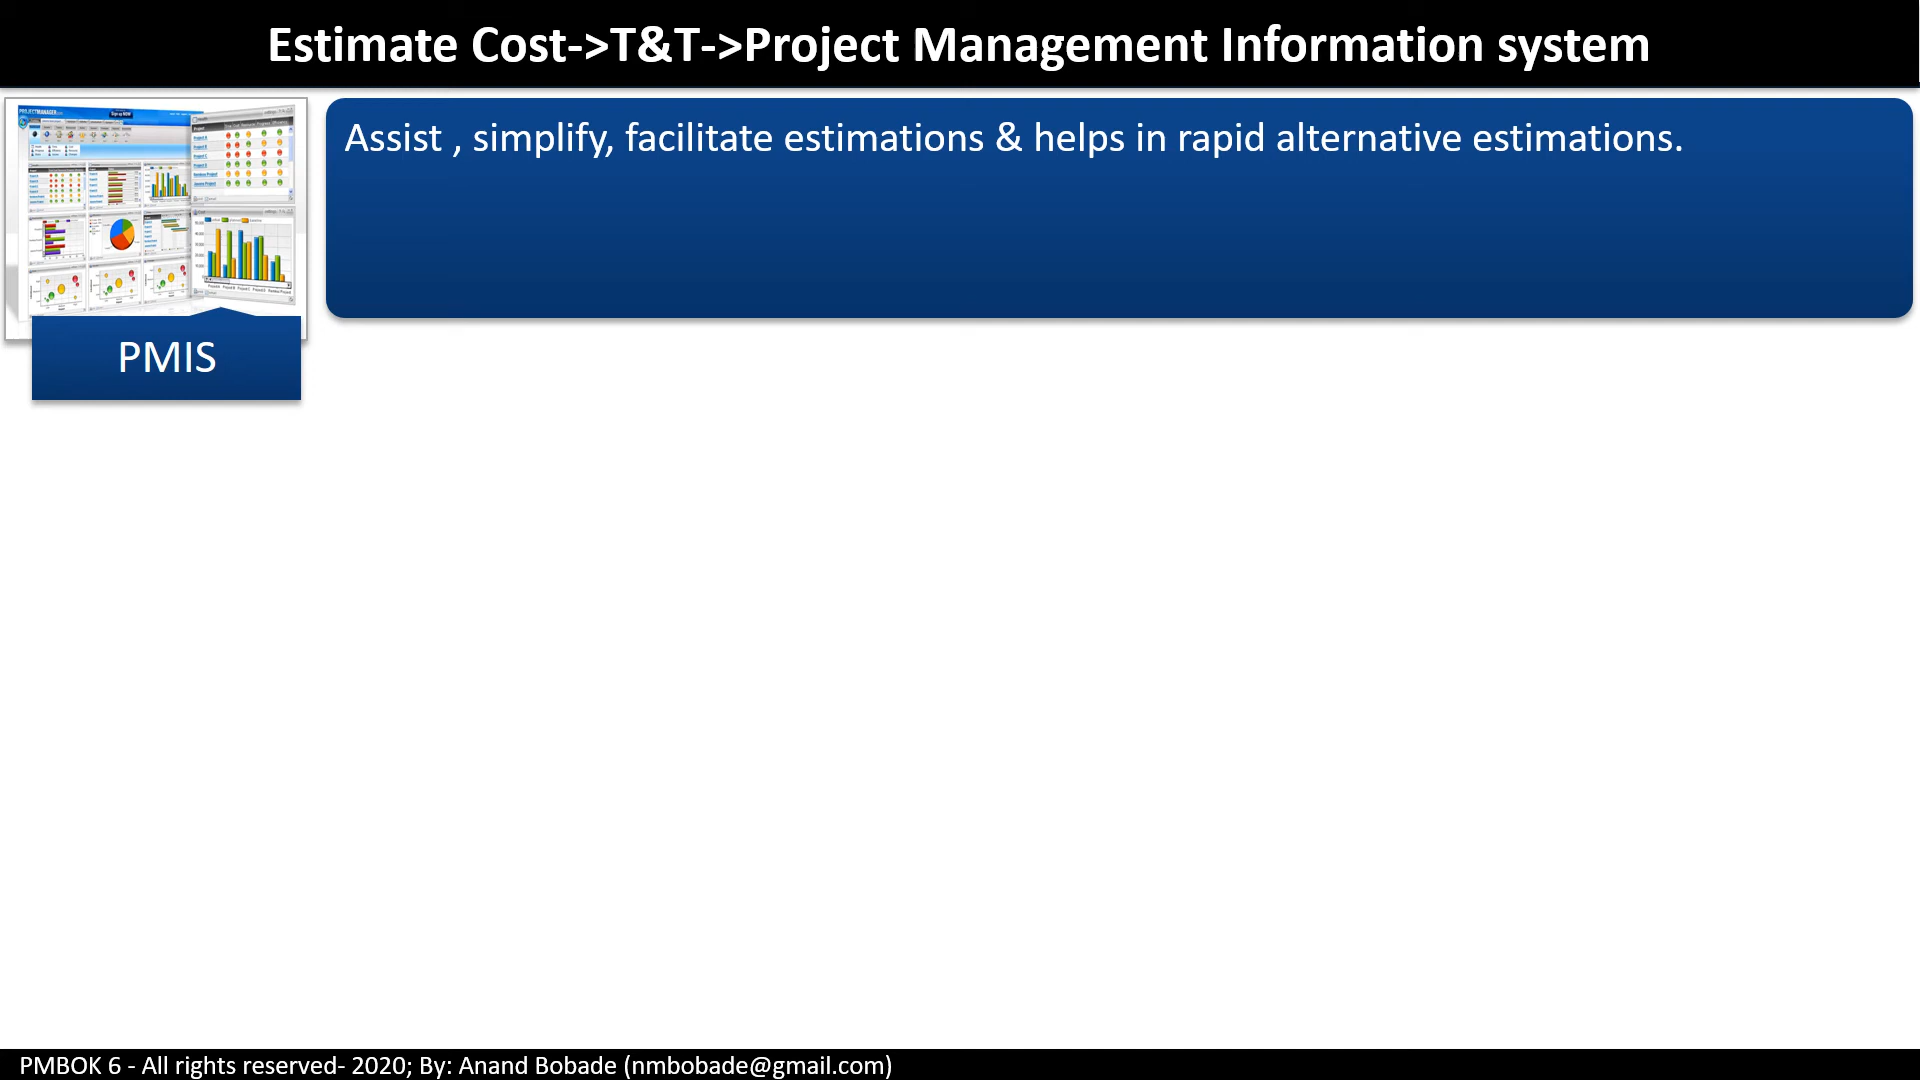 Estimate Cost->T&T->Project Management Information system
Assist , simplify, facilitate estimations & helps in rapid alternative estimations.
PMIS
PMBOK 6 - All rights reserved- 2020; By: Anand Bobade (nmbobade@gmail.com)